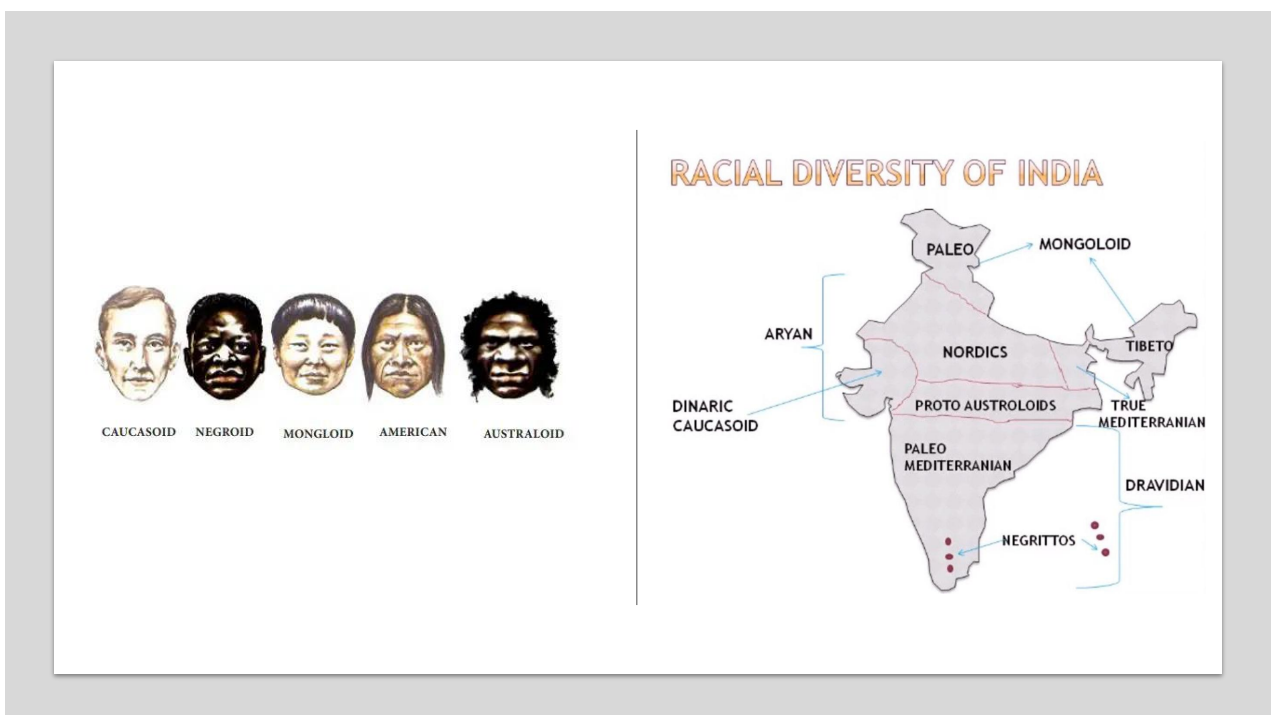 CAUCASOID NEGROID MONGLOID AMERICAN AUSTRALOID
RACIAL DIVERSITY OF INDIA
PALEO
MONGOLOID
ARYAN
NORDICS
TIBETO
DINARIC
CAUCASOID
PROTO AUSTROLOIDS
TRUE
MEDITERRANIAN
PALEO
MEDITERRANIAN
DRAVIDIAN
NEGRITTOS